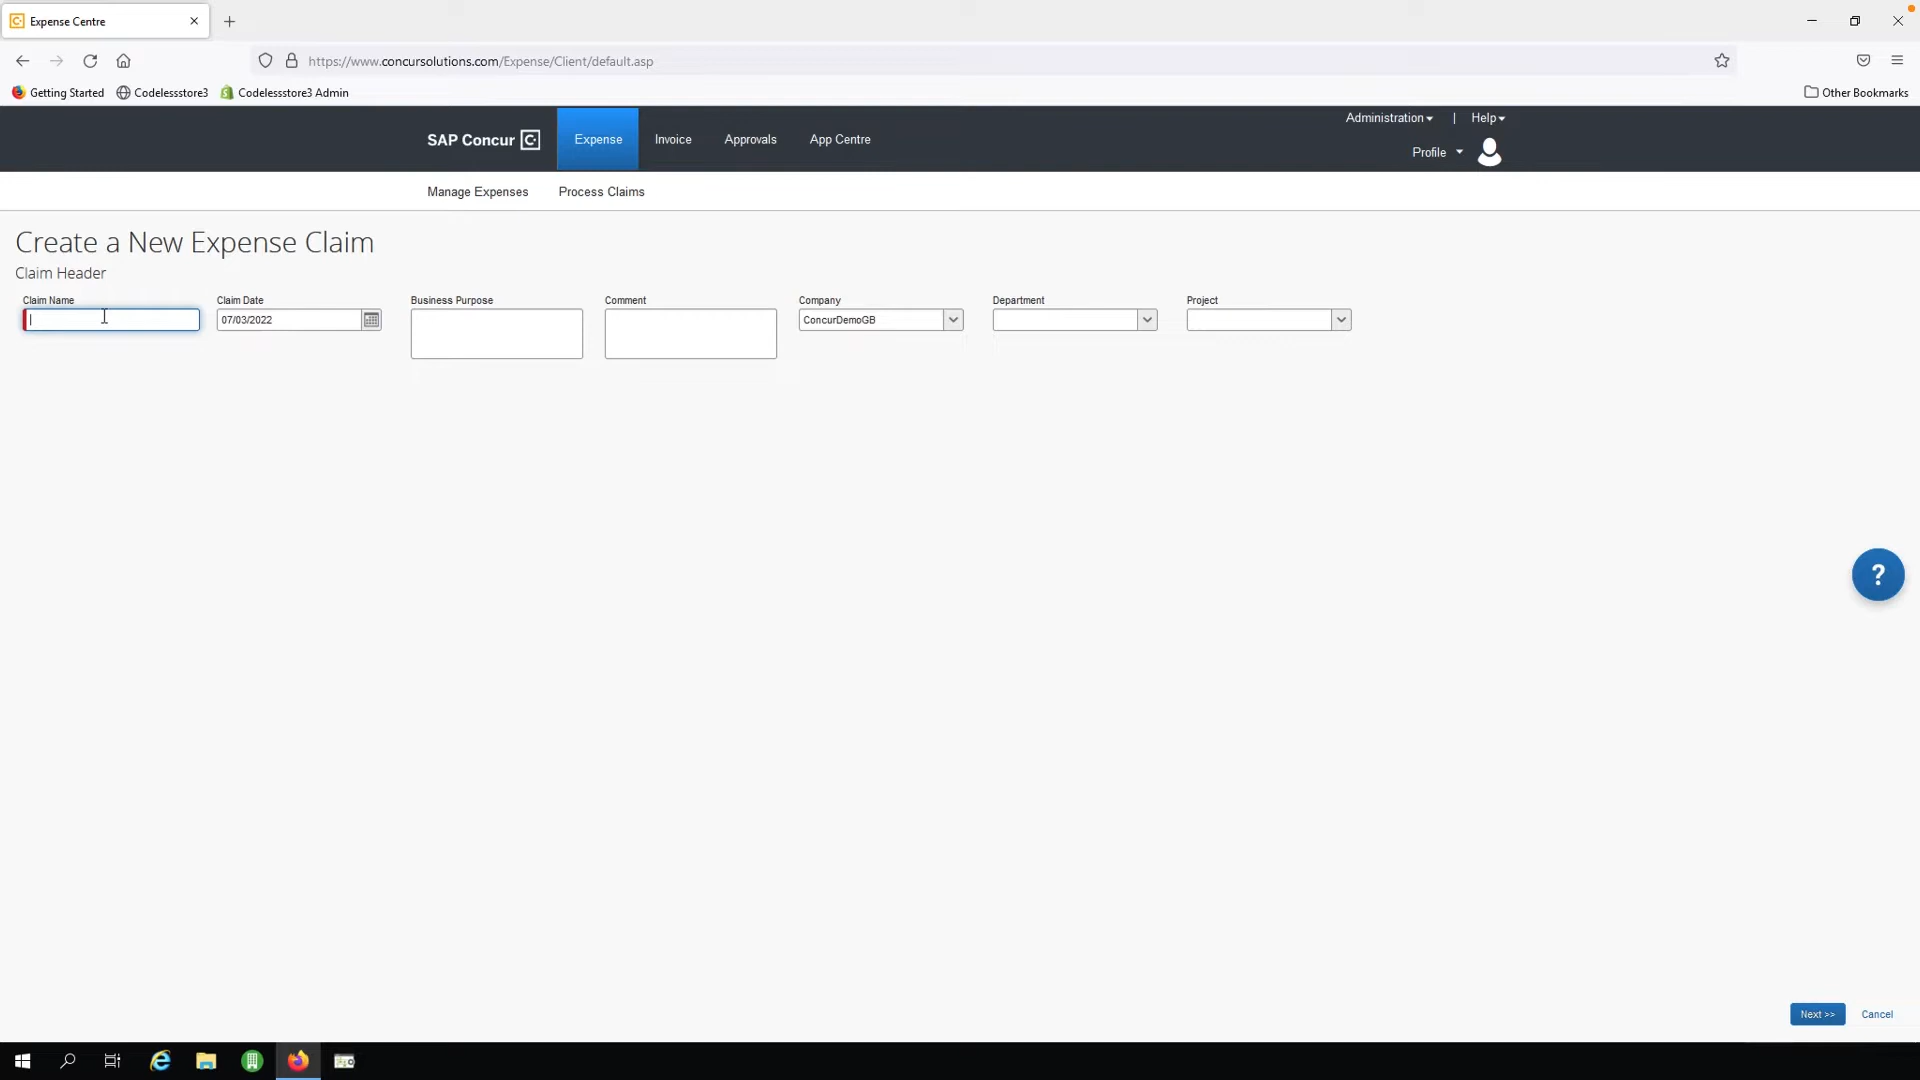 Expense Centre
https://www.concursolutions.com/Expense/Client/default.asp
Getting Started
Codelessstore3
Codelessstore3 Admin
Other Bookmarks
SAP Concur
Expense
Invoice
Approvals
App Centre
Administration
|
Help
Profile
Manage Expenses
Process Claims
Create a New Expense Claim
Claim Header
Claim Name
Claim Date
Business Purpose
Comment
Company
Department
Project
07/03/2022
ConcurDemoGB
?
Next >>
Cancel